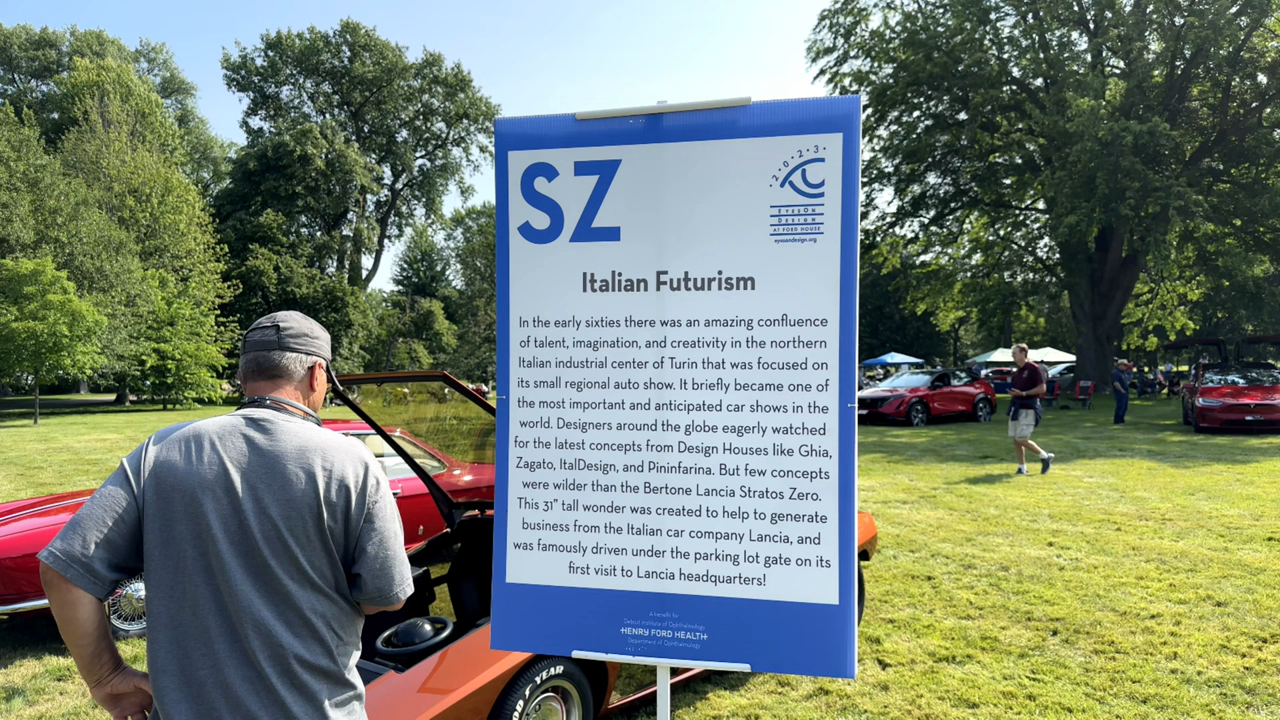 SZ
•2•0•2•3•
EYESON
DESIGN
AT FORD HOUSE
eyesondesign.org
Italian Futurism
In the early sixties there was an amazing confluence
of talent, imagination, and creativity in the northern
Italian industrial center of Turin that was focused on
its small regional auto show. It briefly became one of
the most important and anticipated car shows in the
world. Designers around the globe eagerly watched
for the latest concepts from Design Houses like Ghia,
Zagato, ItalDesign, and Pininfarina. But few concepts
were wilder than the Bertone Lancia Stratos Zero.
This 31" tall wonder was created to help to generate
business from the Italian car company Lancia, and
was famously driven under the parking lot gate on its
first visit to Lancia headquarters!
A benefit for
Detroit Institute of Ophthalmology
HENRY FORD HEALTH
Department of Ophthalmology
YEAR